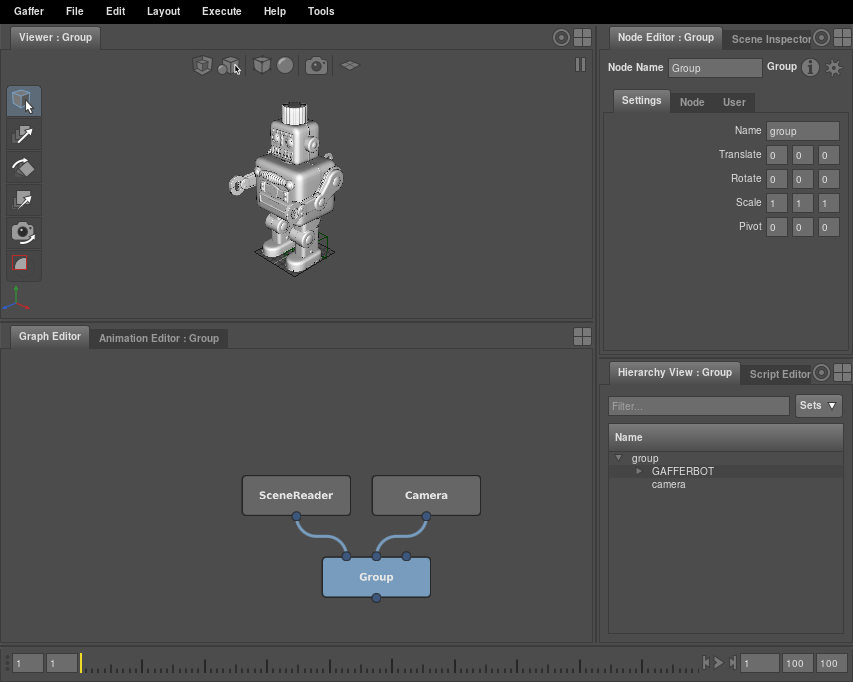 Gaffer File Edit Layout Execute Help Tools
Viewer : Group
Node Editor : Group Scene Inspector
Node Name Group Group
Settings Node User
Name group
Translate 0 0 0
Rotate 0 0 0
Scale 1 1 1
Pivot 0 0 0
Graph Editor Animation Editor : Group
SceneReader Camera
Group
Hierarchy View : Group Script Editor
Filter... Sets
Name
group
GAFFERBOT
camera
1 1 1 100 100